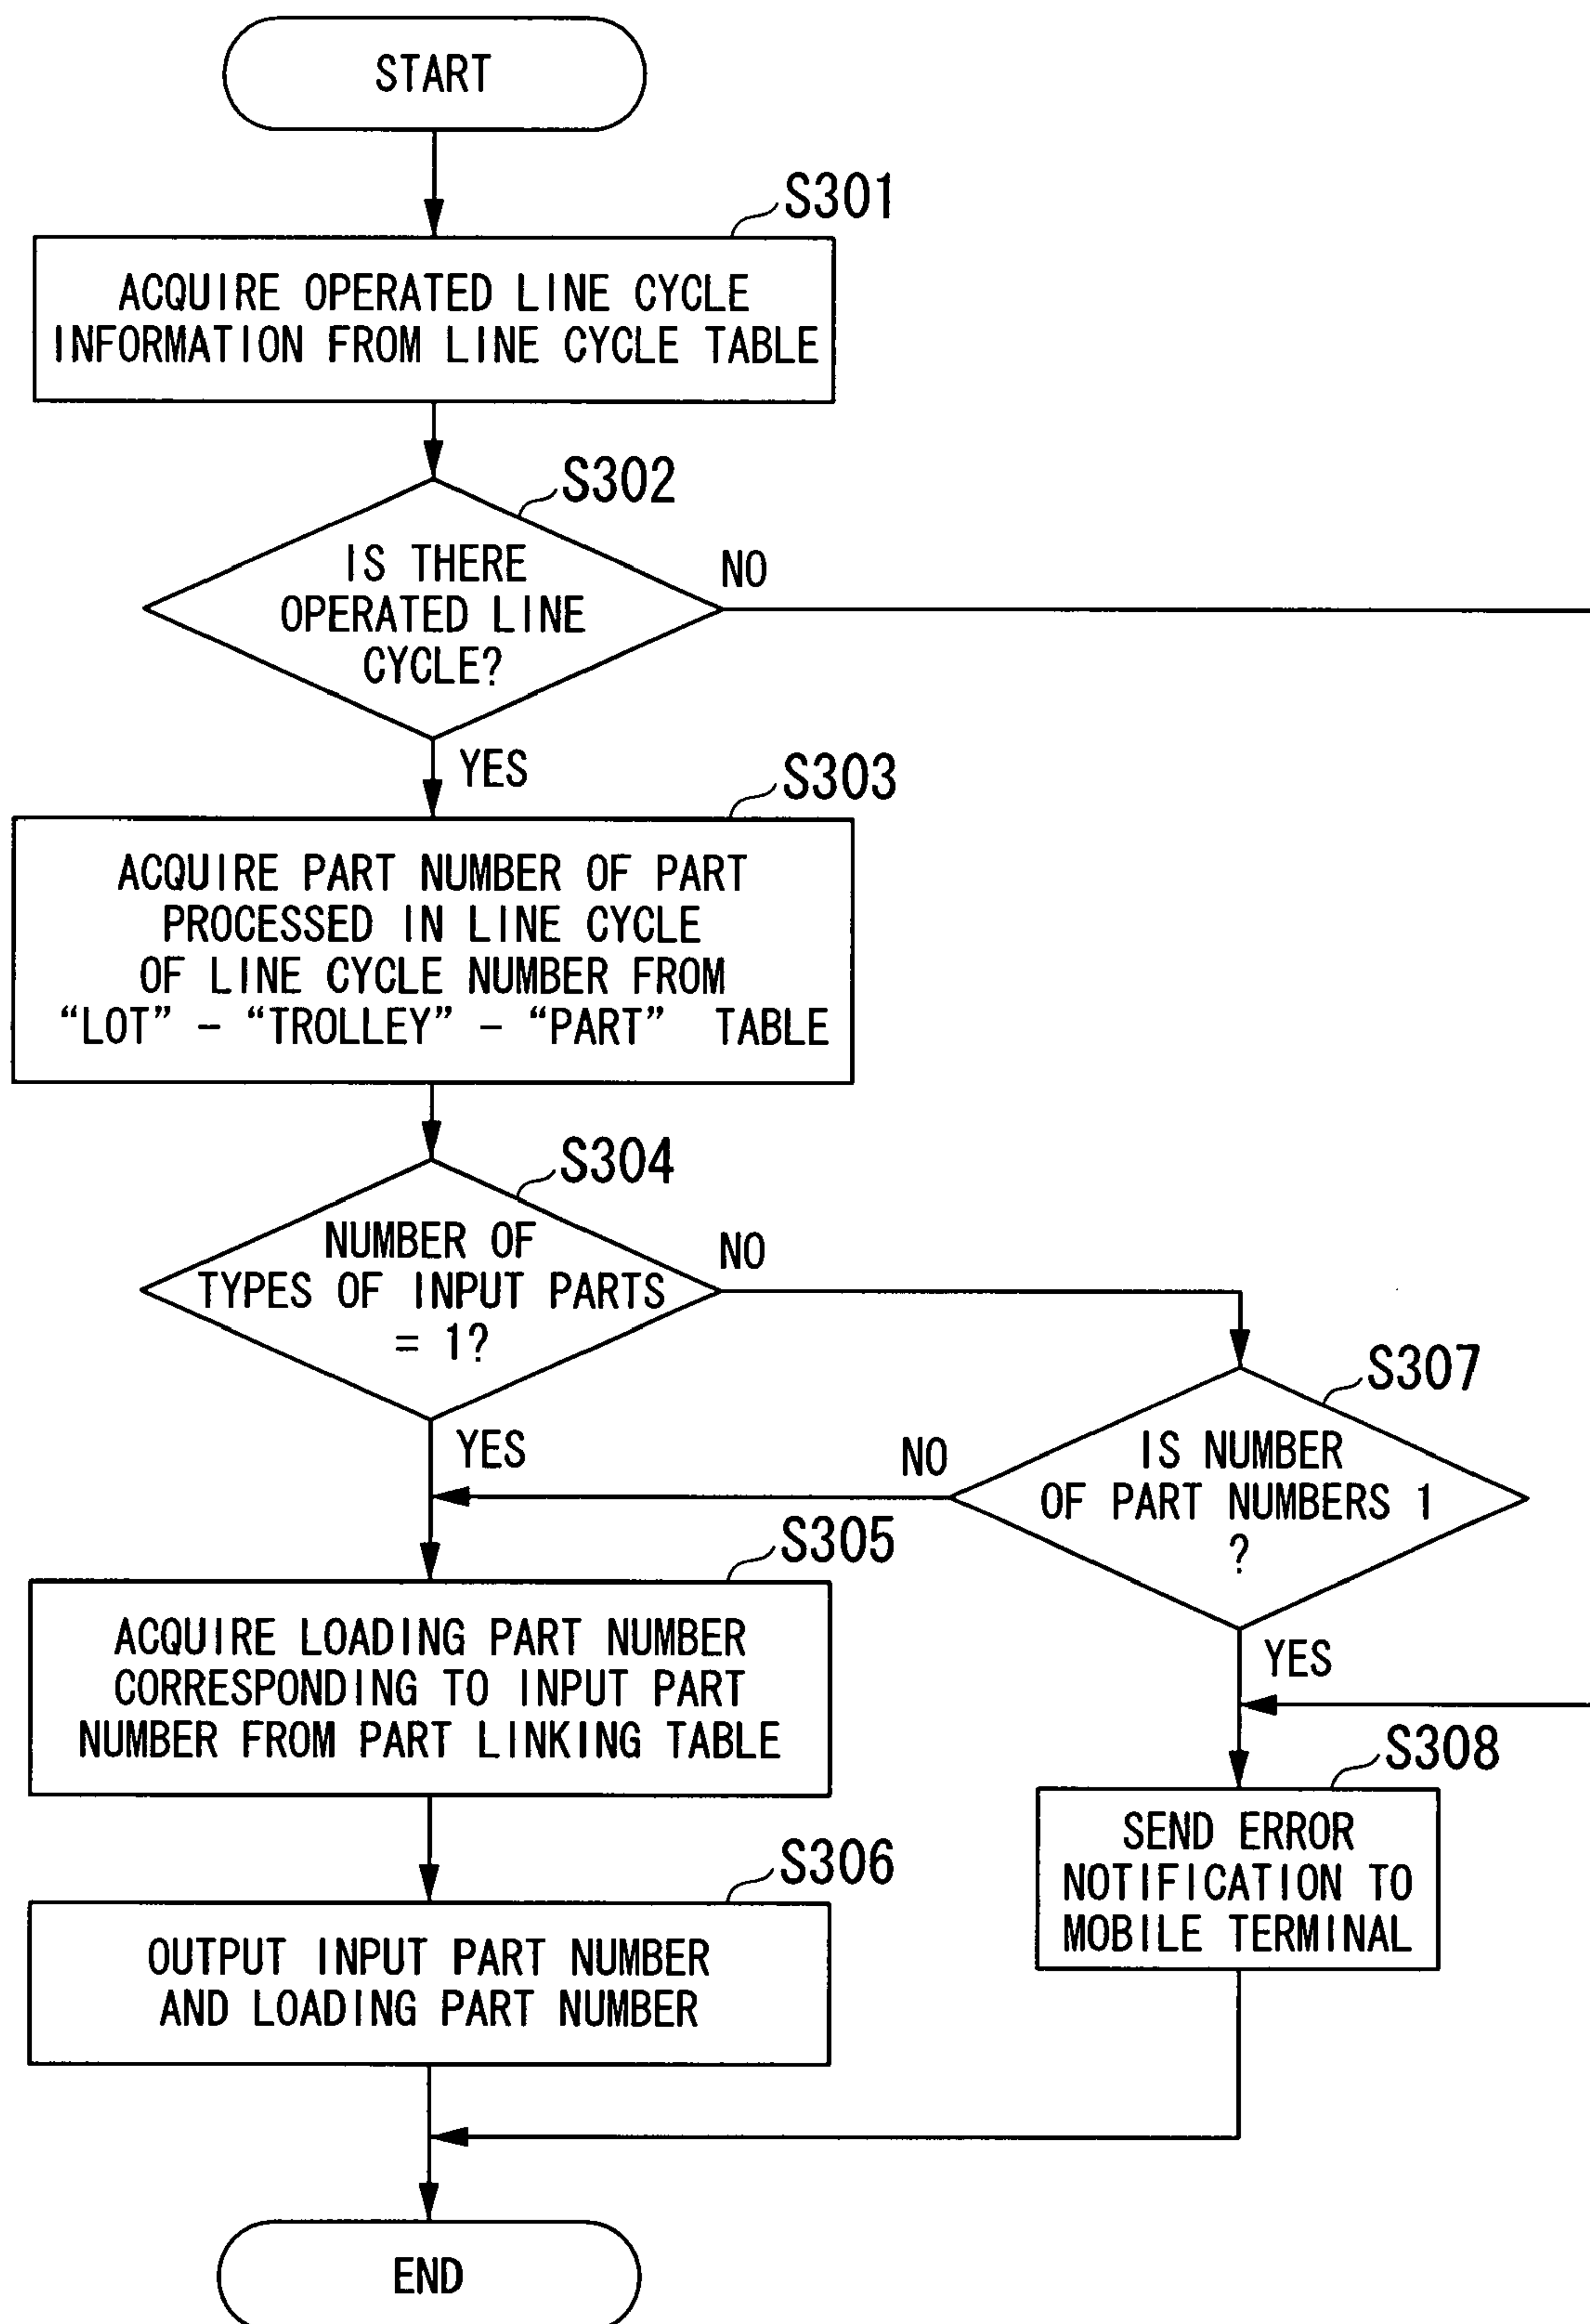 START
S301
ACQUIRE OPERATED LINE CYCLE
INFORMATION FROM LINE CYCLE TABLE
S302
IS THERE
OPERATED LINE
CYCLE?
NO
YES
S303
ACQUIRE PART NUMBER OF PART
PROCESSED IN LINE CYCLE
OF LINE CYCLE NUMBER FROM
“LOT” – “TROLLEY” – “PART” TABLE
S304
NUMBER OF
TYPES OF INPUT PARTS
= 1?
NO
YES
S307
IS NUMBER
OF PART NUMBERS 1
?
NO
YES
S305
ACQUIRE LOADING PART NUMBER
CORRESPONDING TO INPUT PART
NUMBER FROM PART LINKING TABLE
S308
SEND ERROR
NOTIFICATION TO
MOBILE TERMINAL
S306
OUTPUT INPUT PART NUMBER
AND LOADING PART NUMBER
END